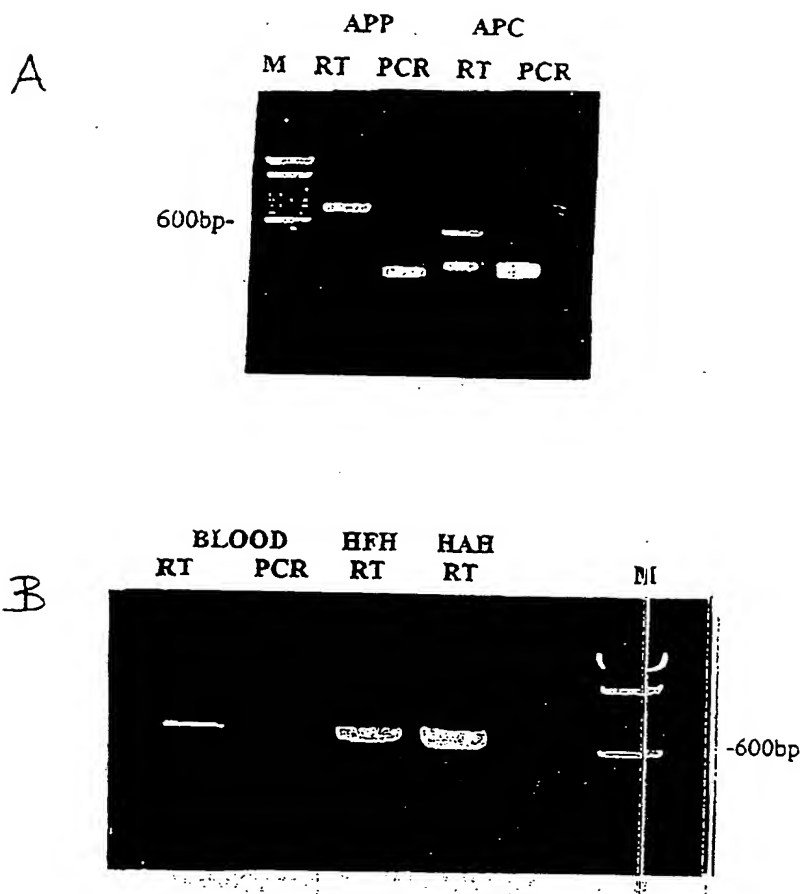 A
APP APC
M RT PCR RT PCR
600bp-
B
BLOOD HFH HAH
RT PCR RT RT M
-600bp